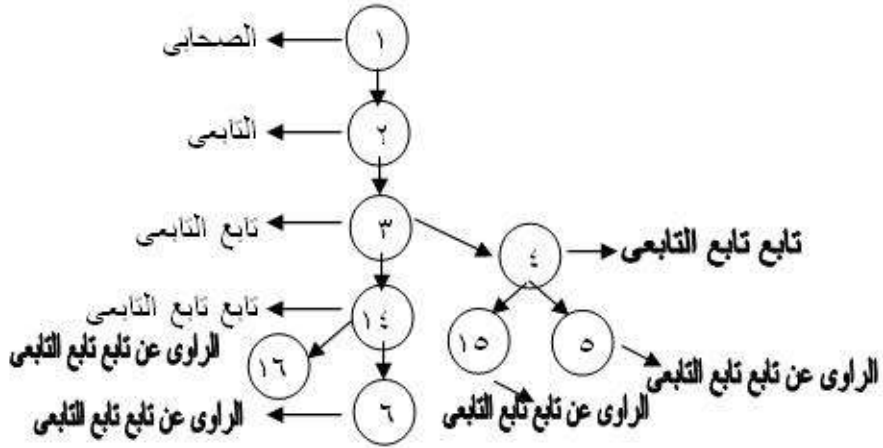 ١
الصحابى
٢
التابعى
٣
تابع التابعى
٤
تابع تابع التابعى
١٤
تابع تابع التابعى
١٦
الراوى عن تابع تابع التابعى
١٥
الراوى عن تابع تابع التابعى
٥
الراوى عن تابع تابع التابعى
٦
الراوى عن تابع تابع التابعى